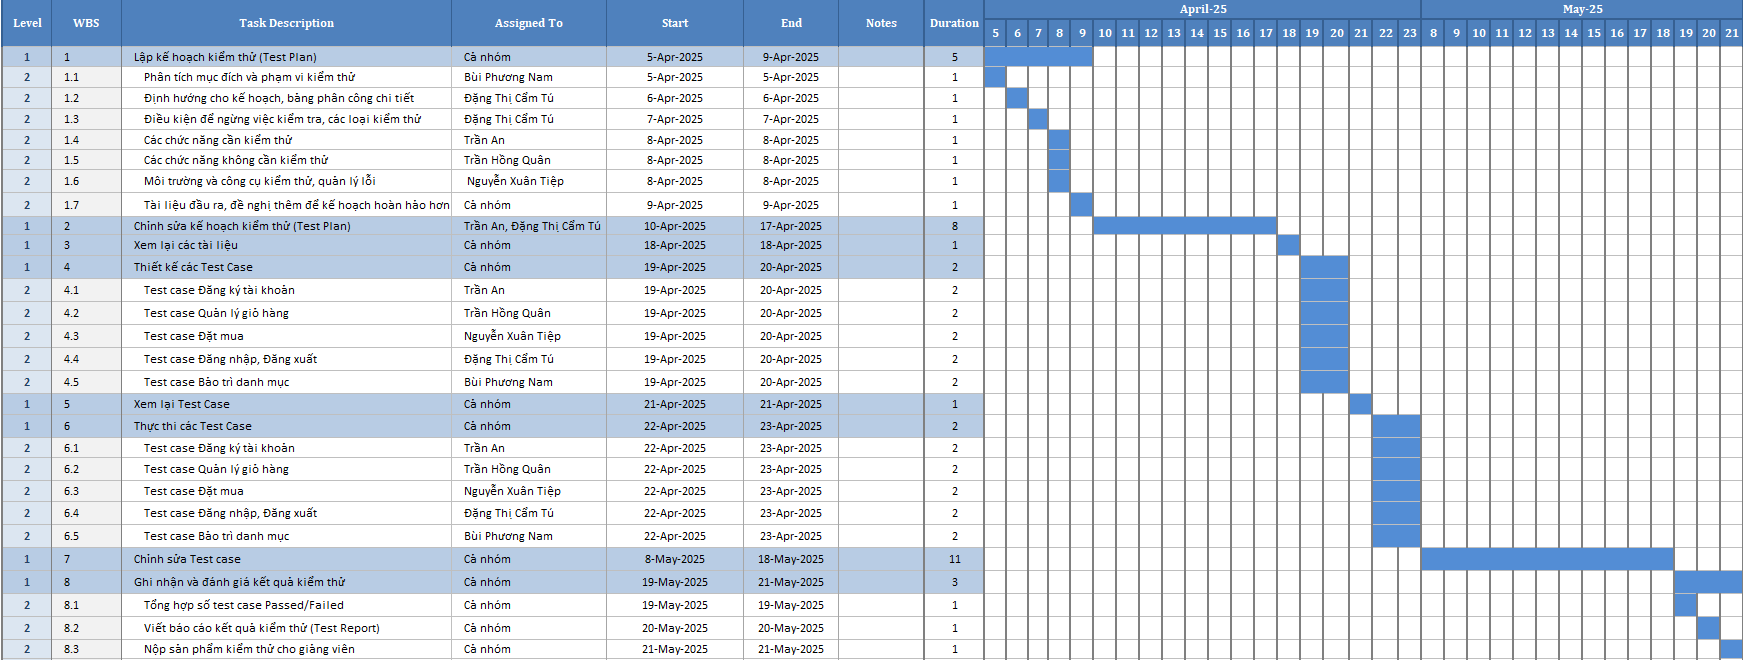 April-25 May-25
Level WBS Task Description Assigned To Start End Notes Duration 5 6 7 8 9 10 11 12 13 14 15 16 17 18 19 20 21 22 23 8 9 10 11 12 13 14 15 16 17 18 19 20 21
1 1 Lập kế hoạch kiểm thử (Test Plan) Cả nhóm 5-Apr-2025 9-Apr-2025 5
2 1.1 Phân tích mục đích và phạm vi kiểm thử Bùi Phương Nam 5-Apr-2025 5-Apr-2025 1
2 1.2 Định hướng cho kế hoạch, bảng phân công chi tiết Đặng Thị Cẩm Tú 6-Apr-2025 6-Apr-2025 1
2 1.3 Điều kiện để ngừng việc kiểm tra, các loại kiểm thử Đặng Thị Cẩm Tú 7-Apr-2025 7-Apr-2025 1
2 1.4 Các chức năng cần kiểm thử Trần An 8-Apr-2025 8-Apr-2025 1
2 1.5 Các chức năng không cần kiểm thử Trần Hồng Quân 8-Apr-2025 8-Apr-2025 1
2 1.6 Môi trường và công cụ kiểm thử, quản lý lỗi Nguyễn Xuân Tiệp 8-Apr-2025 8-Apr-2025 1
2 1.7 Tài liệu đầu ra, đề nghị thêm để kế hoạch hoàn hảo hơn Cả nhóm 9-Apr-2025 9-Apr-2025 1
1 2 Chỉnh sửa kế hoạch kiểm thử (Test Plan) Trần An, Đặng Thị Cẩm Tú 10-Apr-2025 17-Apr-2025 8
1 3 Xem lại các tài liệu Cả nhóm 18-Apr-2025 18-Apr-2025 1
1 4 Thiết kế các Test Case Cả nhóm 19-Apr-2025 20-Apr-2025 2
2 4.1 Test case Đăng ký tài khoản Trần An 19-Apr-2025 20-Apr-2025 2
2 4.2 Test case Quản lý giỏ hàng Trần Hồng Quân 19-Apr-2025 20-Apr-2025 2
2 4.3 Test case Đặt mua Nguyễn Xuân Tiệp 19-Apr-2025 20-Apr-2025 2
2 4.4 Test case Đăng nhập, Đăng xuất Đặng Thị Cẩm Tú 19-Apr-2025 20-Apr-2025 2
2 4.5 Test case Bảo trì danh mục Bùi Phương Nam 19-Apr-2025 20-Apr-2025 2
1 5 Xem lại Test Case Cả nhóm 21-Apr-2025 21-Apr-2025 1
1 6 Thực thi các Test Case Cả nhóm 22-Apr-2025 23-Apr-2025 2
2 6.1 Test case Đăng ký tài khoản Trần An 22-Apr-2025 23-Apr-2025 2
2 6.2 Test case Quản lý giỏ hàng Trần Hồng Quân 22-Apr-2025 23-Apr-2025 2
2 6.3 Test case Đặt mua Nguyễn Xuân Tiệp 22-Apr-2025 23-Apr-2025 2
2 6.4 Test case Đăng nhập, Đăng xuất Đặng Thị Cẩm Tú 22-Apr-2025 23-Apr-2025 2
2 6.5 Test case Bảo trì danh mục Bùi Phương Nam 22-Apr-2025 23-Apr-2025 2
1 7 Chỉnh sửa Test case Cả nhóm 8-May-2025 18-May-2025 11
1 8 Ghi nhận và đánh giá kết quả kiểm thử Cả nhóm 19-May-2025 21-May-2025 3
2 8.1 Tổng hợp số test case Passed/Failed Cả nhóm 19-May-2025 19-May-2025 1
2 8.2 Viết báo cáo kết quả kiểm thử (Test Report) Cả nhóm 20-May-2025 20-May-2025 1
2 8.3 Nộp sản phẩm kiểm thử cho giảng viên Cả nhóm 21-May-2025 21-May-2025 1